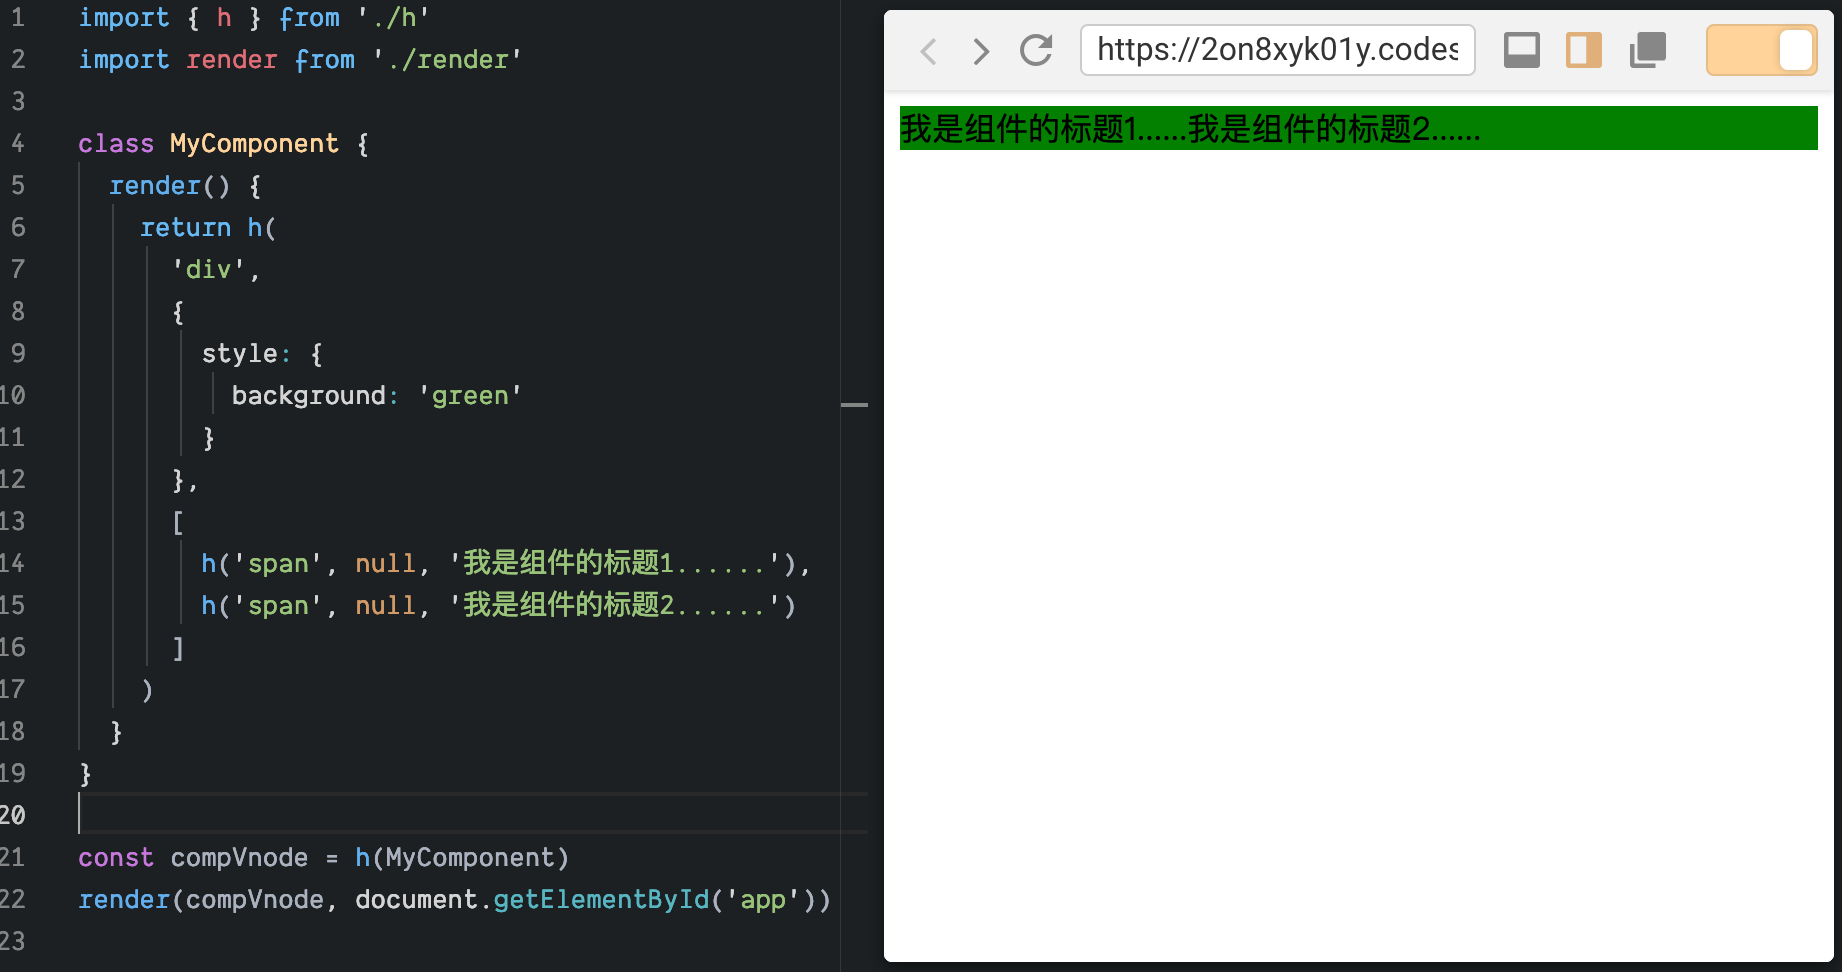 1 import { h } from './h'
2 import render from './render'
3
4 class MyComponent {
5 render() {
6 return h(
7 'div',
8 {
9 style: {
10 background: 'green'
11 }
12 },
13 [
14 h('span', null, '我是组件的标题1......'),
15 h('span', null, '我是组件的标题2......')
16 ]
17 )
18 }
19 }
20
21 const compVnode = h(MyComponent)
22 render(compVnode, document.getElementById('app'))
23
https://2on8xyk01y.codes
我是组件的标题1......我是组件的标题2......